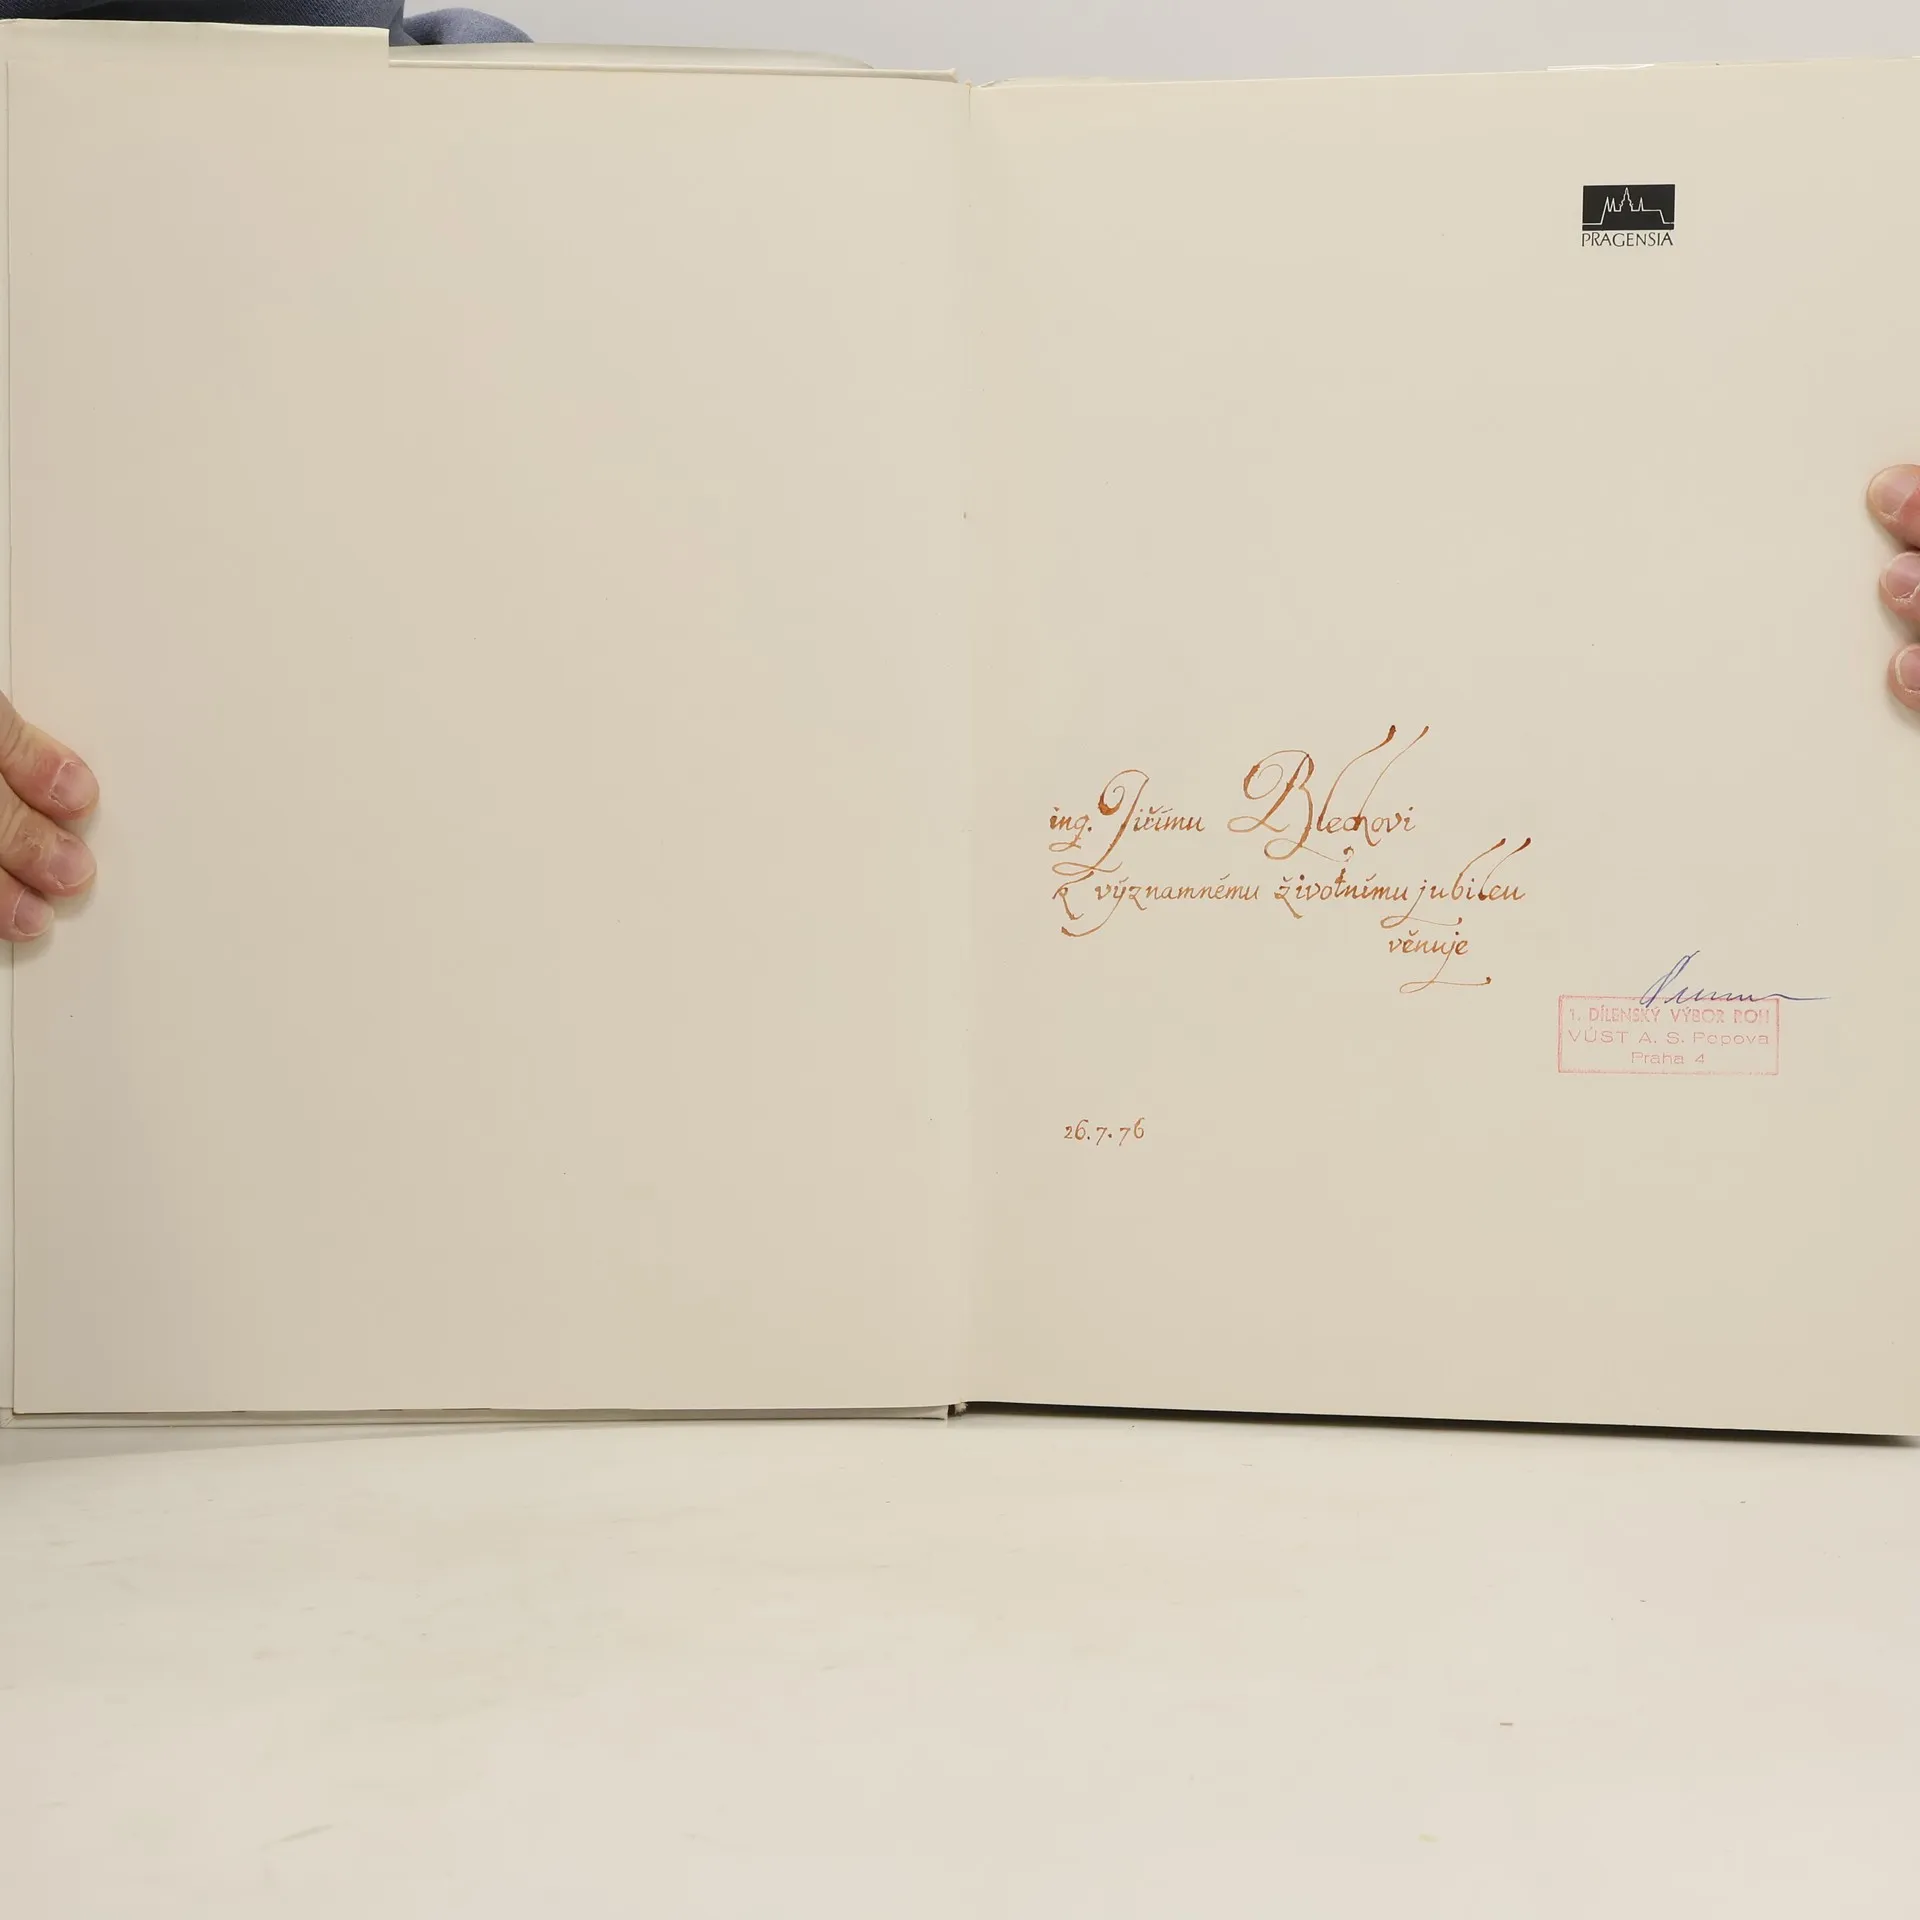 PRAGENSIA
ing. Jiřímu Blechovi
k významnému životnímu jubileu
věnuje
1. DÍLENSKÝ VÝBOR ROH
VÚST A. S. Popova
Praha 4
26. 7. 76